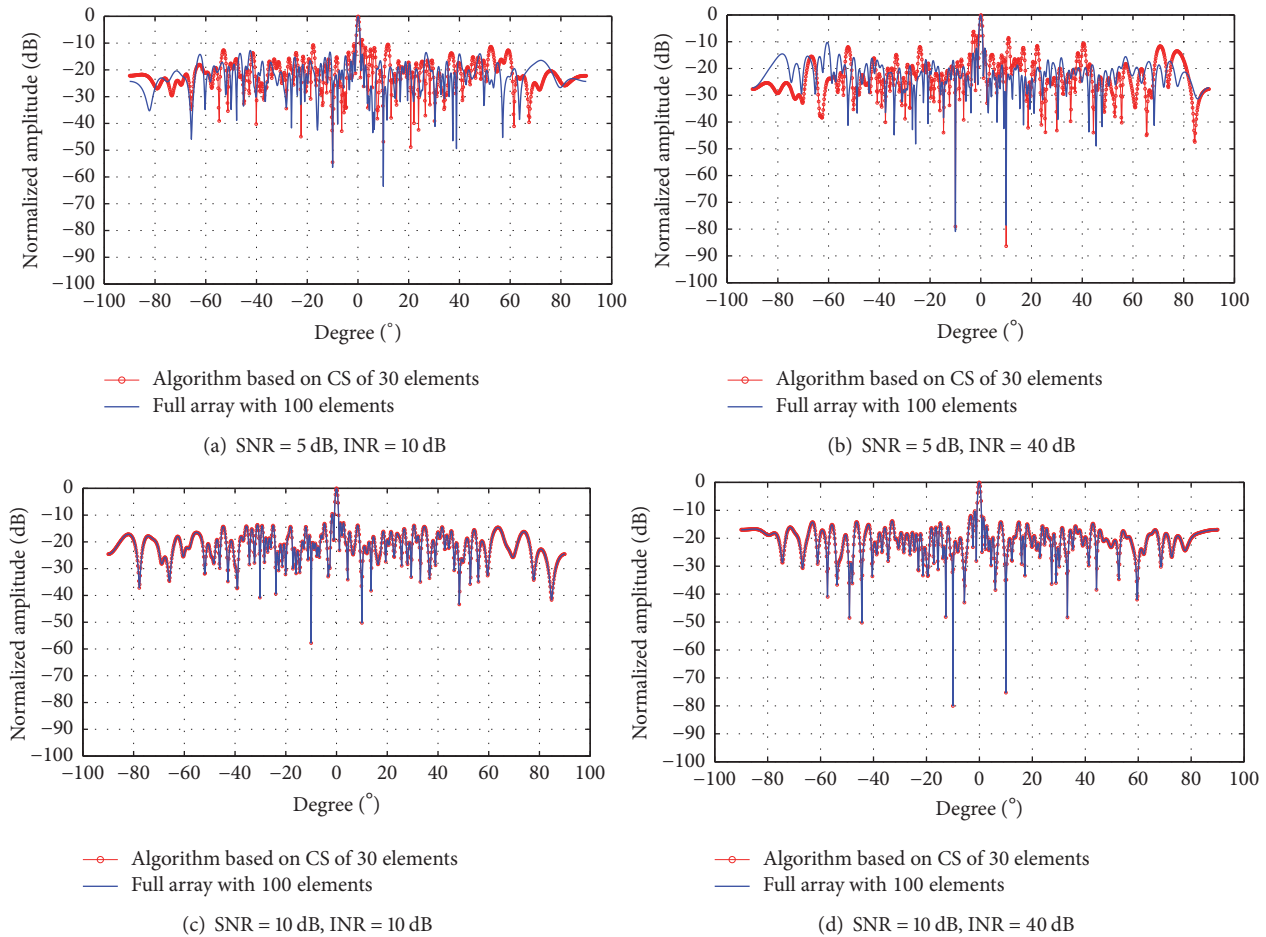 0
−10
−20
−30
−40
−50
−60
−70
−80
−90
−100
Normalized amplitude (dB)
−100 −80 −60 −40 −20 0 20 40 60 80 100
Degree (°)
Algorithm based on CS of 30 elements
Full array with 100 elements
(a) SNR = 5 dB, INR = 10 dB
0
−10
−20
−30
−40
−50
−60
−70
−80
−90
−100
Normalized amplitude (dB)
−100 −80 −60 −40 −20 0 20 40 60 80 100
Degree (°)
Algorithm based on CS of 30 elements
Full array with 100 elements
(b) SNR = 5 dB, INR = 40 dB
0
−10
−20
−30
−40
−50
−60
−70
−80
−90
−100
Normalized amplitude (dB)
−100 −80 −60 −40 −20 0 20 40 60 80 100
Degree (°)
Algorithm based on CS of 30 elements
Full array with 100 elements
(c) SNR = 10 dB, INR = 10 dB
0
−10
−20
−30
−40
−50
−60
−70
−80
−90
−100
Normalized amplitude (dB)
−100 −80 −60 −40 −20 0 20 40 60 80 100
Degree (°)
Algorithm based on CS of 30 elements
Full array with 100 elements
(d) SNR = 10 dB, INR = 40 dB